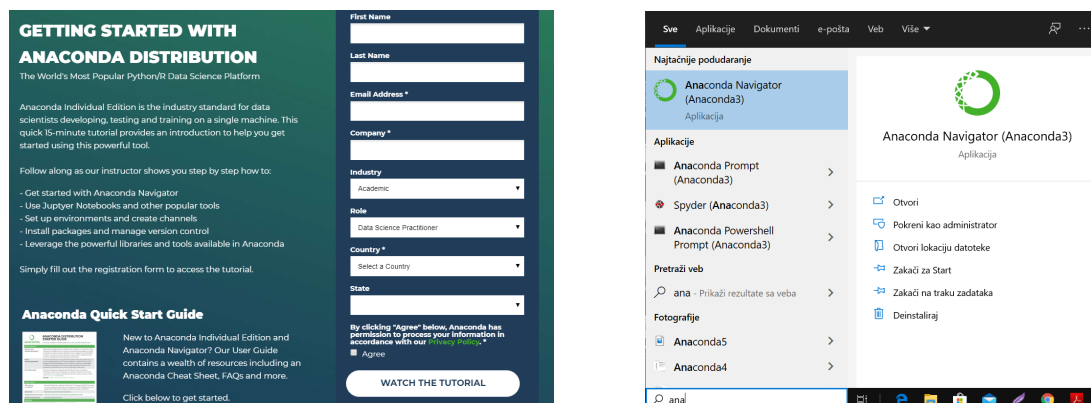 GETTING STARTED WITH
ANACONDA DISTRIBUTION
The World's Most Popular Python/R Data Science Platform
Anaconda Individual Edition is the industry standard for data
scientists developing, testing and training on a single machine. This
quick 15-minute tutorial provides an introduction to help you get
started using this powerful tool.
Follow along as our instructor shows you step by step how to:
- Get started with Anaconda Navigator
- Use Juptyer Notebooks and other popular tools
- Set up environments and create channels
- Install packages and manage version control
- Leverage the powerful libraries and tools available in Anaconda
Simply fill out the registration form to access the tutorial.
Anaconda Quick Start Guide
New to Anaconda Individual Edition and
Anaconda Navigator? Our User Guide
contains a wealth of resources including an
Anaconda Cheat Sheet, FAQs and more.
Click below to get started.
First Name
Last Name
Email Address *
Company *
Industry
Academic
Role
Data Science Practitioner
Country *
Select a Country
State
By clicking "Agree" below, Anaconda has
permission to process your information in
accordance with our Privacy Policy. *
Agree
WATCH THE TUTORIAL
Sve Aplikacije Dokumenti e-pošta Veb Više
Najtačnije podudaranje
Anaconda Navigator
(Anaconda3)
Aplikacija
Aplikacije
Anaconda Prompt
(Anaconda3)
Spyder (Anaconda3)
Anaconda Powershell
Prompt (Anaconda3)
Pretraži veb
ana - Prikaži rezultate sa veba
Fotografije
Anaconda5
Anaconda4
ana
Anaconda Navigator (Anaconda3)
Aplikacija
Otvori
Pokreni kao administrator
Otvori lokaciju datoteke
Zakači za Start
Zakači na traku zadataka
Deinstaliraj